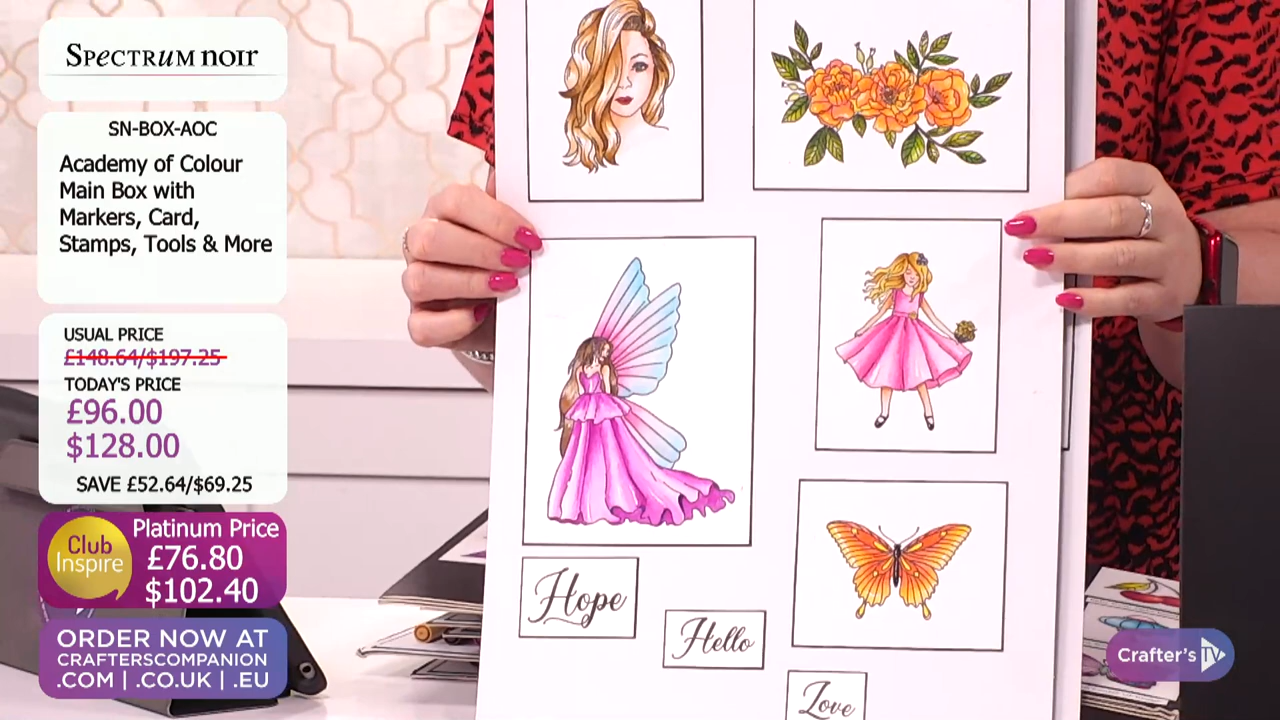 SPECTRUM NOIR
SN-BOX-AOC
Academy of Colour
Main Box with
Markers, Card,
Stamps, Tools & More
USUAL PRICE
£148.64/$197.25
TODAY'S PRICE
£96.00
$128.00
SAVE £52.64/$69.25
Club
Inspire
Platinum Price
£76.80
$102.40
ORDER NOW AT
CRAFTERSCOMPANION
.COM | .CO.UK | .EU
Hope
Hello
Love
Crafter's TV